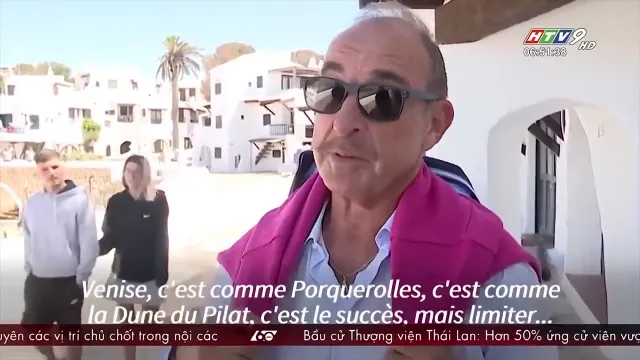 HTV9 HD
06:51:38
Venise, c'est comme Porquerolles, c'est comme
la Dune du Pilat, c'est le succès, mais limiter...
uyên các vị trí chủ chốt trong nội các 60 Bầu cử Thượng viện Thái Lan: Hơn 50% ứng cử viên vượ